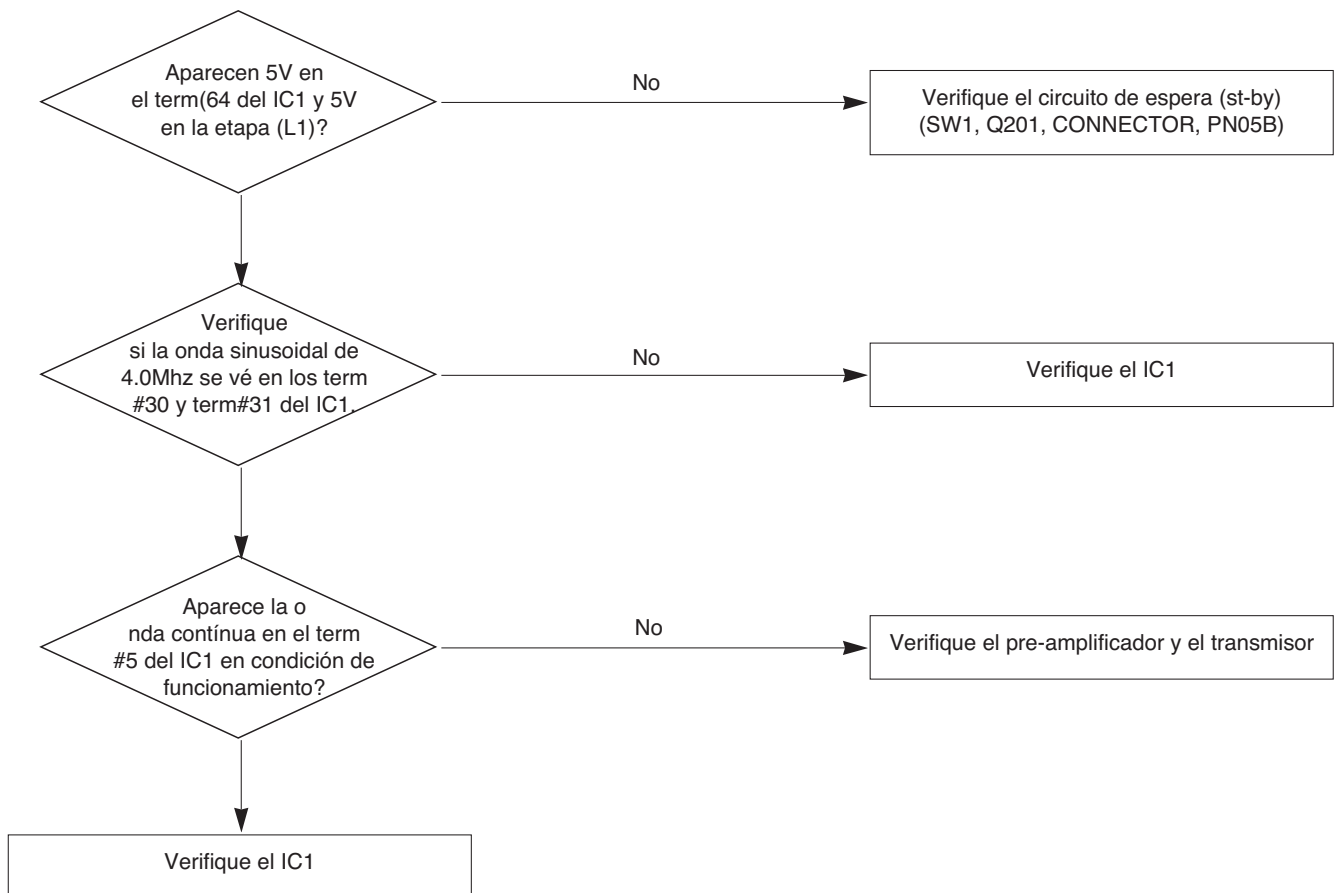 Aparecen 5V en
el term(64 del IC1 y 5V
en la etapa (L1)?
No
Verifique el circuito de espera (st-by)
(SW1, Q201, CONNECTOR, PN05B)
Verifique
si la onda sinusoidal de
4.0Mhz se vé en los term
#30 y term#31 del IC1.
No
Verifique el IC1
Aparece la o
nda contínua en el term
#5 del IC1 en condición de
funcionamiento?
No
Verifique el pre-amplificador y el transmisor
Verifique el IC1